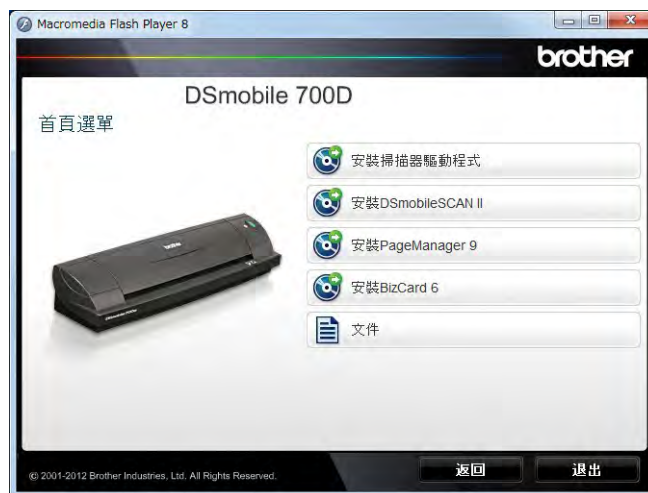 Macromedia Flash Player 8
brother
DSmobile 700D
首頁選單
安裝掃描器驅動程式
安裝DSmobileSCAN II
安裝PageManager 9
安裝BizCard 6
文件
© 2001-2012 Brother Industries, Ltd. All Rights Reserved.
返回
退出